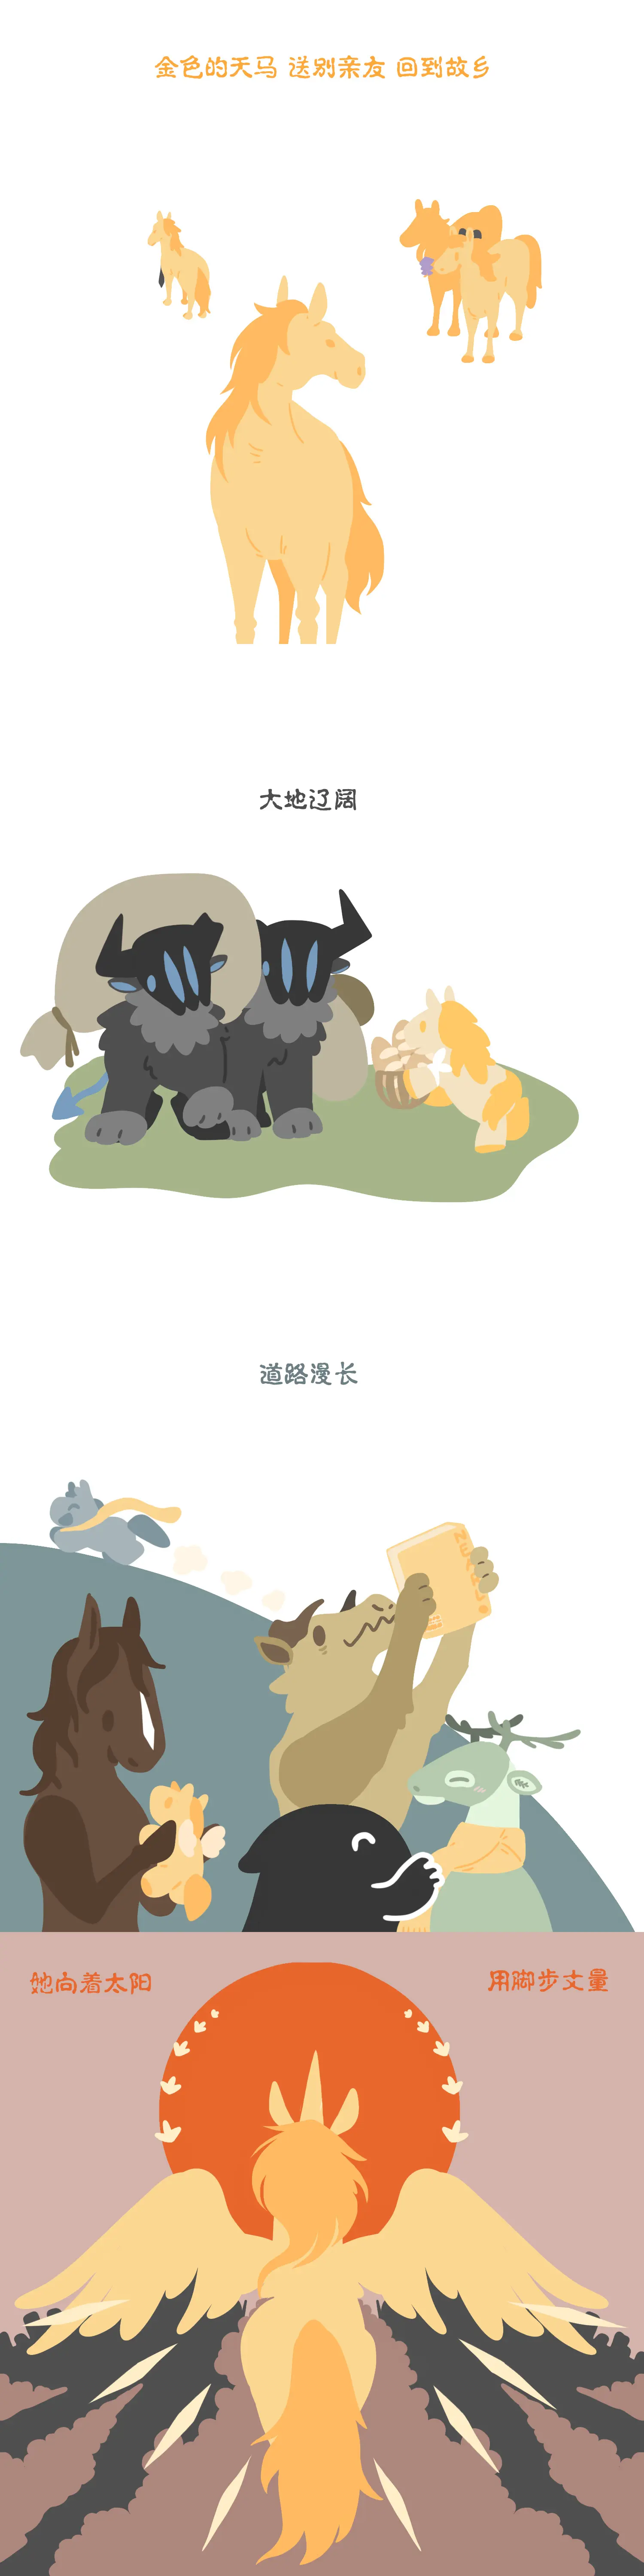 金色的天马 送别亲友 回到故乡
大地辽阔
道路漫长
她向着太阳
用脚步丈量